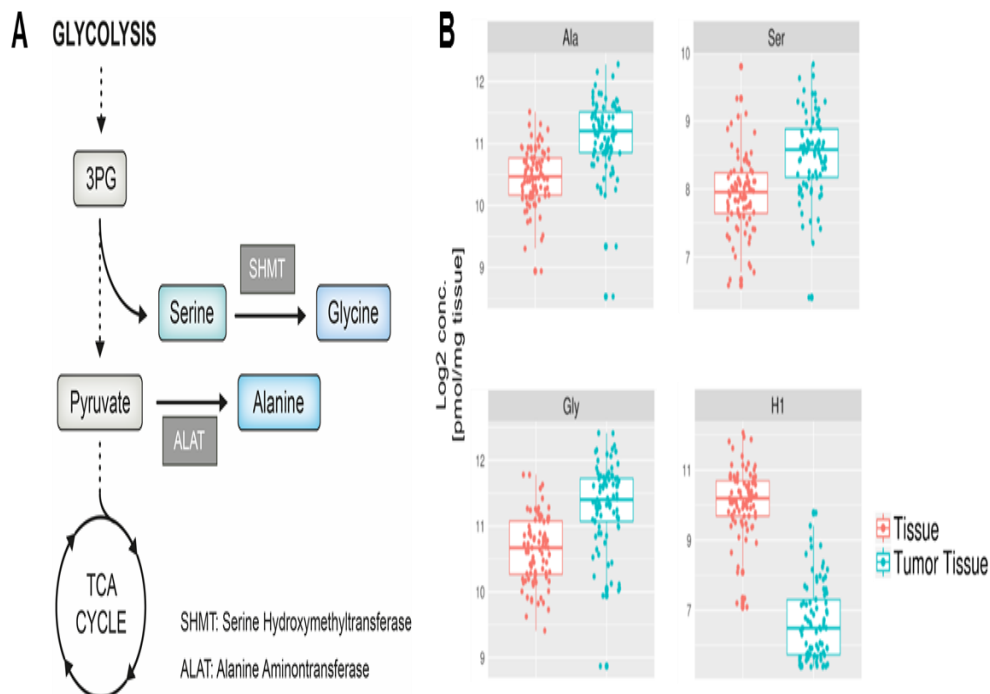 A
GLYCOLYSIS
3PG
SHMT
Serine
Glycine
Pyruvate
Alanine
ALAT
TCA
CYCLE
SHMT: Serine Hydroxymethyltransferase
ALAT: Alanine Aminontransferase
B
Log2 conc.
[pmol/mg tissue]
Ala
12
11
10
9
Ser
10
9
8
7
Gly
12
11
10
9
H1
11
9
7
Tissue
Tumor Tissue